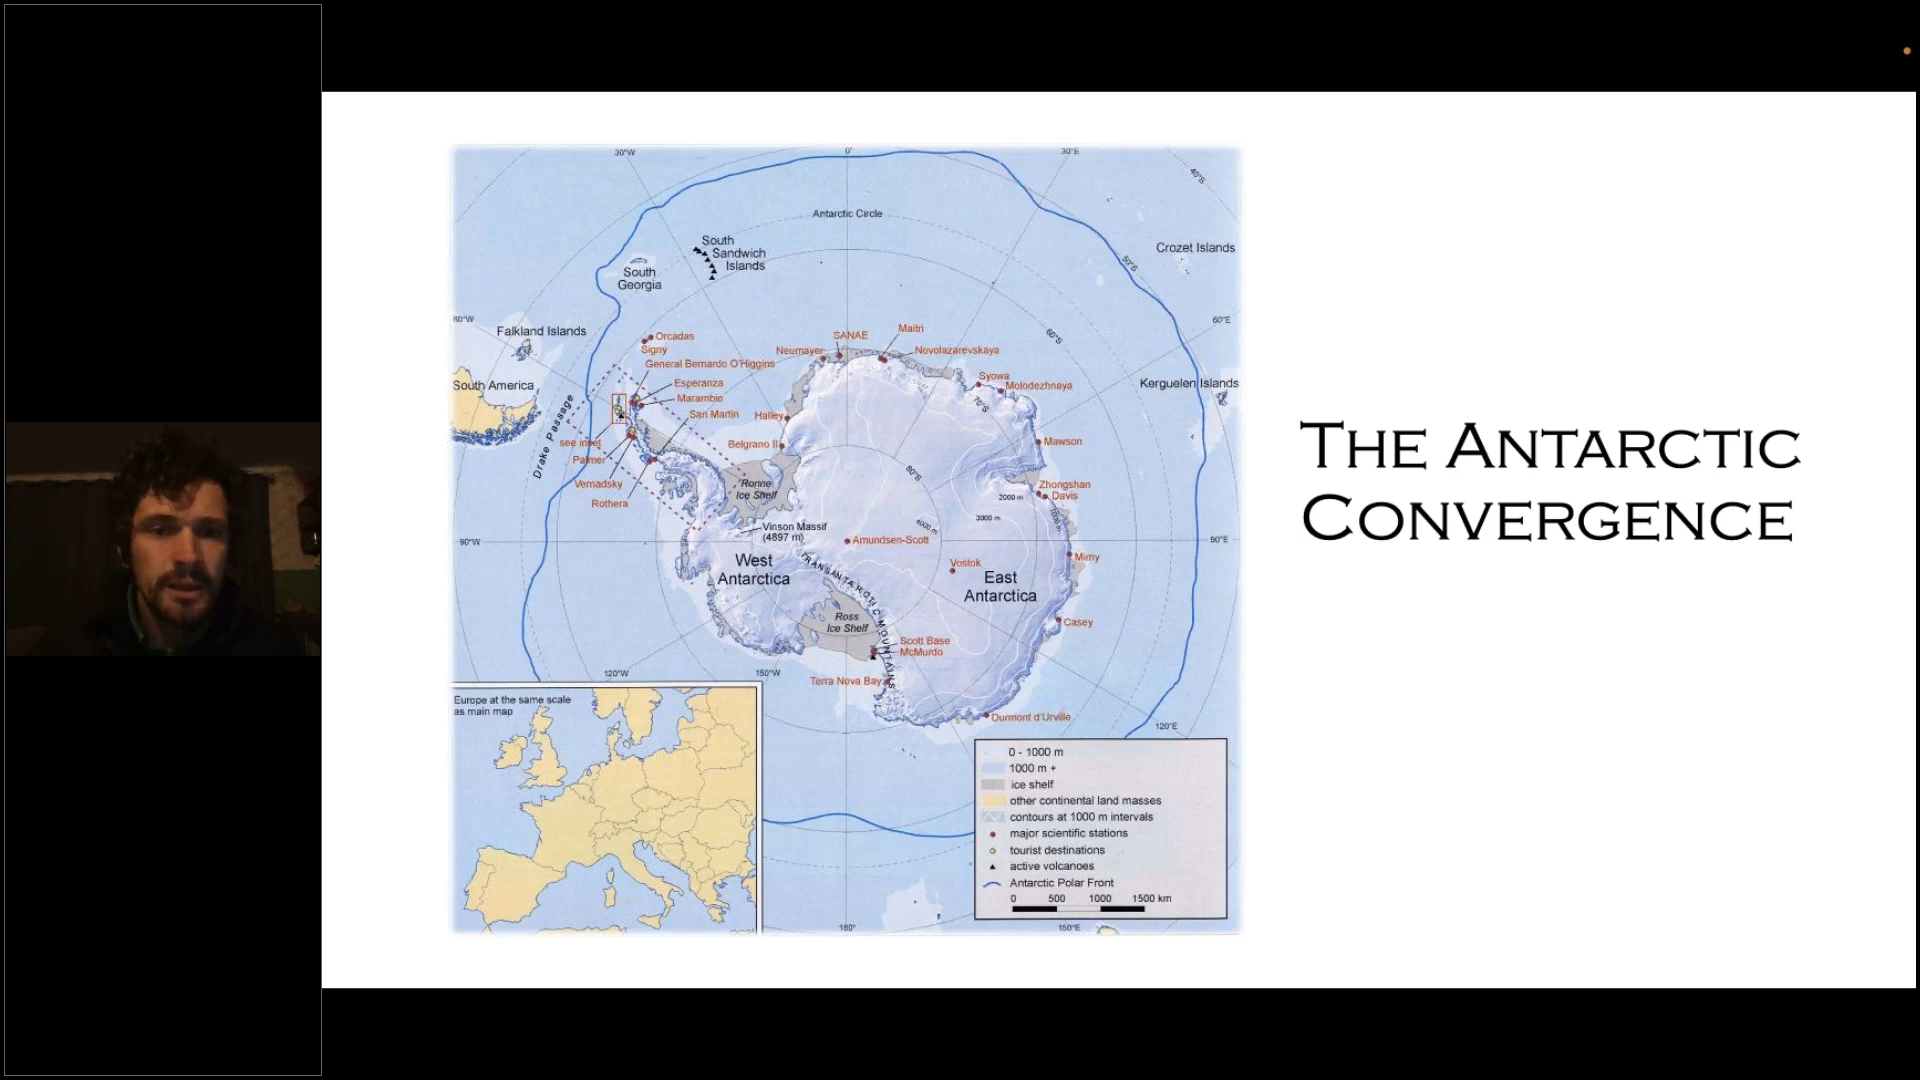 30°W
0°
30°E
40°S
Antarctic Circle
South
Sandwich
Islands
Crozet Islands
50°S
South
Georgia
60°W
60°E
Falkland Islands
60°S
Orcadas
Signy
SANAE
Maitri
Neumayer
Novolazarevskaya
General Bernardo O'Higgins
South America
Esperanza
Syowa
Molodezhnaya
Kerguelen Islands
Marambio
70°S
San Martin
Halley
Drake Passage
see inset
Belgrano II
Mawson
Palmer
80°S
Vernadsky
Ronne
Ice Shelf
Zhongshan
Davis
2000 m
1000 m
Rothera
3000 m
4000 m
Vinson Massif
(4897 m)
90°W
Amundsen-Scott
90°E
TRANSANTARCTIC MOUNTAINS
West
Antarctica
Vostok
Mirny
East
Antarctica
Ross
Ice Shelf
Casey
Scott Base
McMurdo
120°W
150°W
Terra Nova Bay
Durmont d'Urville
120°E
Europe at the same scale
as main map
0 - 1000 m
1000 m +
ice shelf
other continental land masses
contours at 1000 m intervals
major scientific stations
tourist destinations
active volcanoes
Antarctic Polar Front
0 500 1000 1500 km
180°
150°E
THE ANTARCTIC
CONVERGENCE